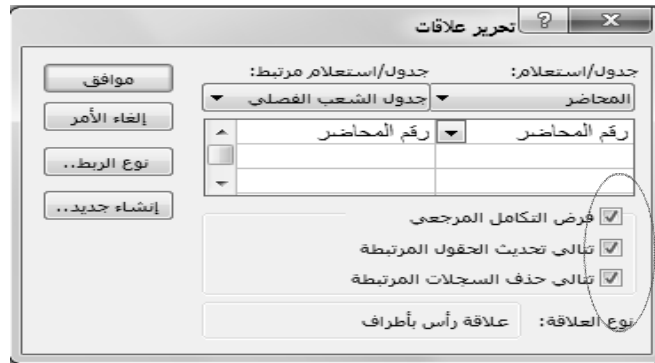 تحرير علاقات
جدول/استعلام: جدول/استعلام مرتبط:
المحاضر جدول الشعب الفصلي
رقم المحاضر رقم المحاضر
فرض التكامل المرجعي
تتالي تحديث الحقول المرتبطة
تتالي حذف السجلات المرتبطة
نوع العلاقة: علاقة رأس بأطراف
موافق
إلغاء الأمر
نوع الربط..
إنشاء جديد..